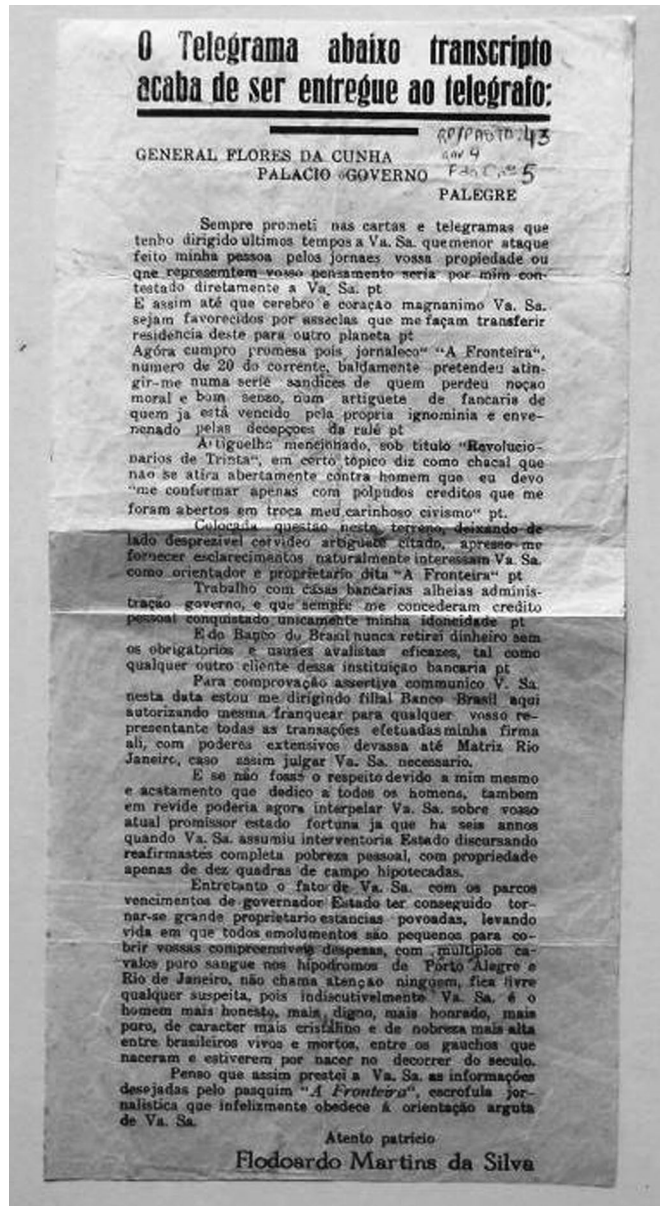 O Telegrama abaixo transcripto
acaba de ser entregue ao telegrafo:
43
5
GENERAL FLORES DA CUNHA
PALACIO GOVERNO
PALEGRE
Sempre prometi nas cartas e telegramas que
tenho dirigido ultimos tempos a Va. Sa. que menor ataque
feito minha pessoa pelos jornaes vossa propiedade ou
qne representem vosso pensamento seria por mim con-
testado diretamente a Va. Sa. pt
E assim até que cerebro e coração magnanimo Va. Sa.
sejam favorecidos por asseclas que me façam transferir
residencia deste para outro planeta pt
Agóra cumpro promesa pois jornaleco" "A Fronteira",
numero de 20 do corrente, baldamente pretendeu atin-
gir-me numa serie sandices de quem perdeu noção
moral e bom senso, num artiguete de fancaria de
quem ja está vencido pela propria ignominia e enve-
nenado pelas decepções da ralé pt
Artiguelho mencionado, sob titulo "Revolucio-
narios de Trinta", em certo tópico diz como chacal que
não se atira abertamente contra homem que eu devo
"me conformar apenas com polpudos creditos que me
foram abertos em troca meu carinhoso civismo" pt.
Colocada questão neste terreno, deixando de
lado desprezivel corvideo artiguete citado, apresso-me
fornecer esclarecimentos naturalmente interessam Va. Sa.
como orientador e proprietario dita "A Fronteira" pt
Trabalho com casas bancarias alheias adminis-
tração governo, e que sempre me concederam credito
pessoal conquistado unicamente minha idoneidade pt
E do Banco do Brasil nunca retirei dinheiro sem
os obrigatorios e usuaes avalistas eficazes, tal como
qualquer outro cliente dessa instituição bancaria pt
Para comprovação assertiva communico V. Sa.
nesta data estou me dirigindo filial Banco Brasil aqui
autorizando mesma franquear para qualquer vosso re-
presentante todas as transações efetuadas minha firma
ali, com poderes extensivos devassa até Matriz Rio
Janeiro, caso assim julgar Va. Sa. necessario.
E se não fosse o respeito devido a mim mesmo
e acatamento que dedico a todos os homens, tambem
em revide poderia agora interpelar Va. Sa. sobre vosso
atual promissor estado fortuna ja que ha seis annos
quando Va. Sa. assumiu interventoria Estado discursando
reafirmastes completa pobreza pessoal, com propriedade
apenas de dez quadras de campo hipotecadas.
Entretanto o fato de Va. Sa. com os parcos
vencimentos de governador Estado ter conseguido tor-
nar-se grande proprietario estancias povoadas, levando
vida em que todos emolumentos são pequenos para co-
brir vossas compreensiveis despesas, com multiplos ca-
valos puro sangue nos hipodromos de Pôrto Alegre e
Rio de Janeiro, não chama atenção ninguem, fica livre
qualquer suspeita, pois indiscutivelmente Va. Sa. é o
homem mais honesto, mais digno, mais honrado, mais
puro, de caracter mais cristalino e de nobreza mais alta
entre brasileiros vivos e mortos, entre os gauchos que
naceram e estiverem por nacer no decorrer do seculo.
Penso que assim prestei a Va. Sa. as informações
desejadas pelo pasquim "A Fronteira", escrofula jor-
nalistica que infelizmente obedece á orientação arguta
de Va. Sa.
Atento patricio
Flodoardo Martins da Silva